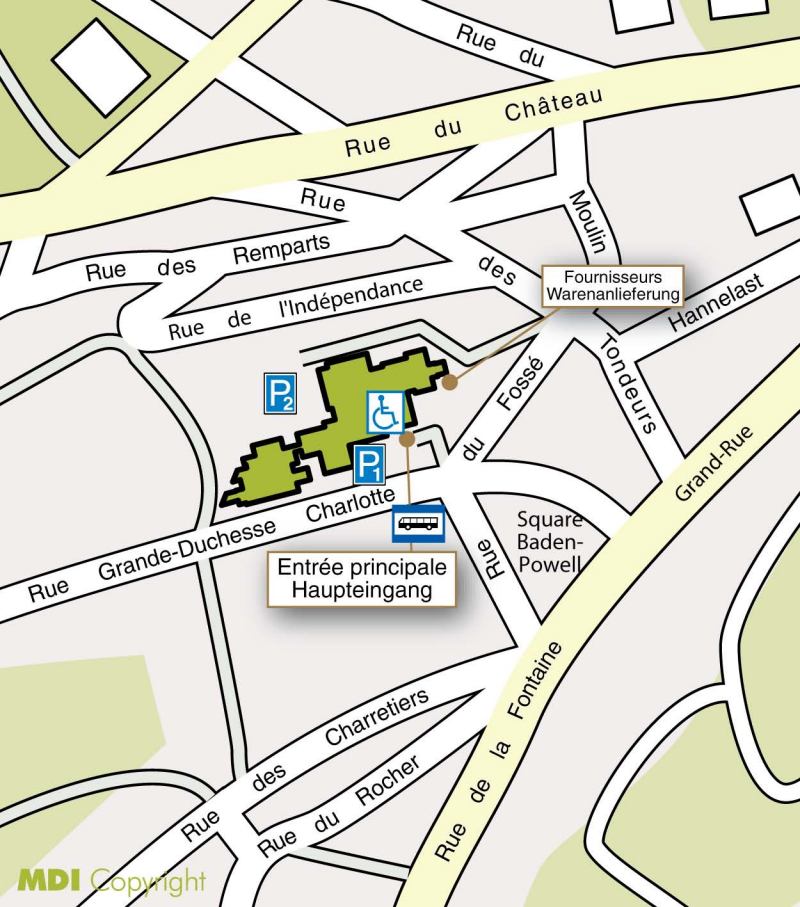 Rue du
Rue du Château
Rue
Moulin
Rue des Remparts
des
Fournisseurs
Warenanlieferung
Hannelast
Rue de l'Indépendance
Tondeurs
P2
du Fossé
P1
Grand-Rue
Rue Grande-Duchesse Charlotte
Square
Baden-
Powell
Rue
Entrée principale
Haupteingang
Rue des Charretiers
Rue de la Fontaine
Rue du Rocher
MDI Copyright